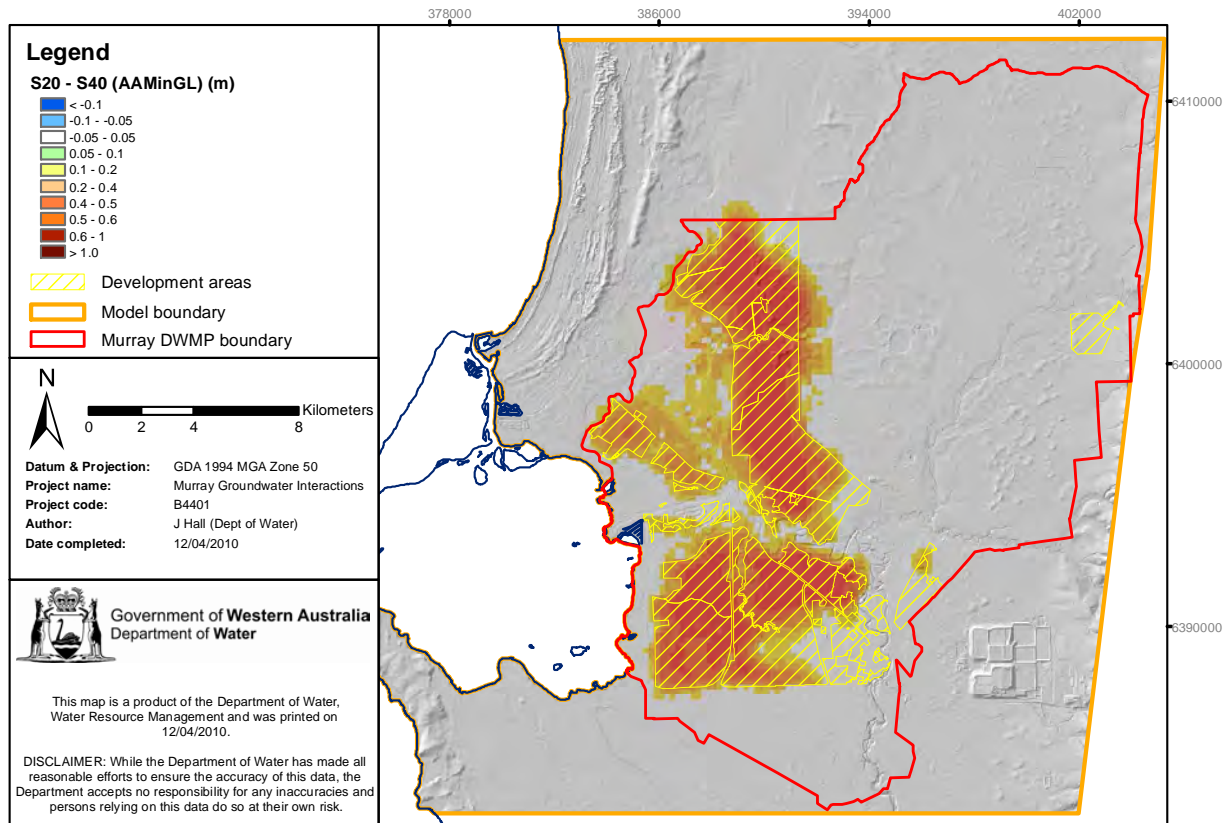 378000
386000
394000
402000
Legend
S20 - S40 (AAMinGL) (m)
< -0.1
-0.1 - -0.05
-0.05 - 0.05
0.05 - 0.1
0.1 - 0.2
0.2 - 0.4
0.4 - 0.5
0.5 - 0.6
0.6 - 1
> 1.0
Development areas
Model boundary
Murray DWMP boundary
6410000
6400000
6390000
N
Kilometers
0 2 4 8
Datum & Projection: GDA 1994 MGA Zone 50
Project name: Murray Groundwater Interactions
Project code: B4401
Author: J Hall (Dept of Water)
Date completed: 12/04/2010
Government of Western Australia
Department of Water
This map is a product of the Department of Water,
Water Resource Management and was printed on
12/04/2010.
DISCLAIMER: While the Department of Water has made all
reasonable efforts to ensure the accuracy of this data, the
Department accepts no responsibility for any inaccuracies and
persons relying on this data do so at their own risk.